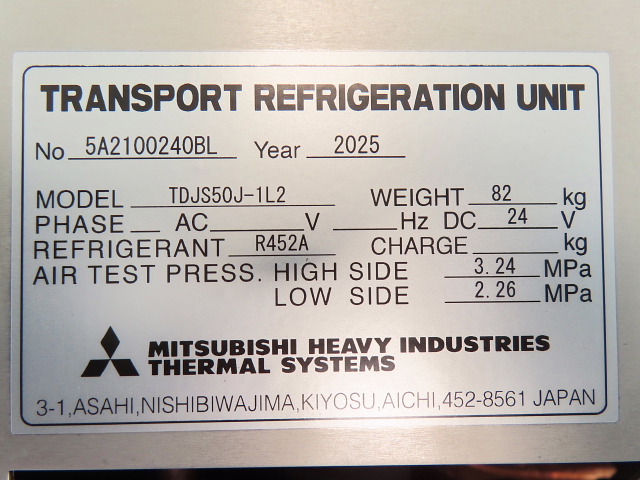 TRANSPORT REFRIGERATION UNIT
No 5A2100240BL Year 2025
MODEL TDJS50J-1L2 WEIGHT 82 kg
PHASE AC V Hz DC 24 V
REFRIGERANT R452A CHARGE kg
AIR TEST PRESS. HIGH SIDE 3.24 MPa
LOW SIDE 2.26 MPa
MITSUBISHI HEAVY INDUSTRIES
THERMAL SYSTEMS
3-1,ASAHI,NISHIBIWAJIMA,KIYOSU,AICHI,452-8561 JAPAN